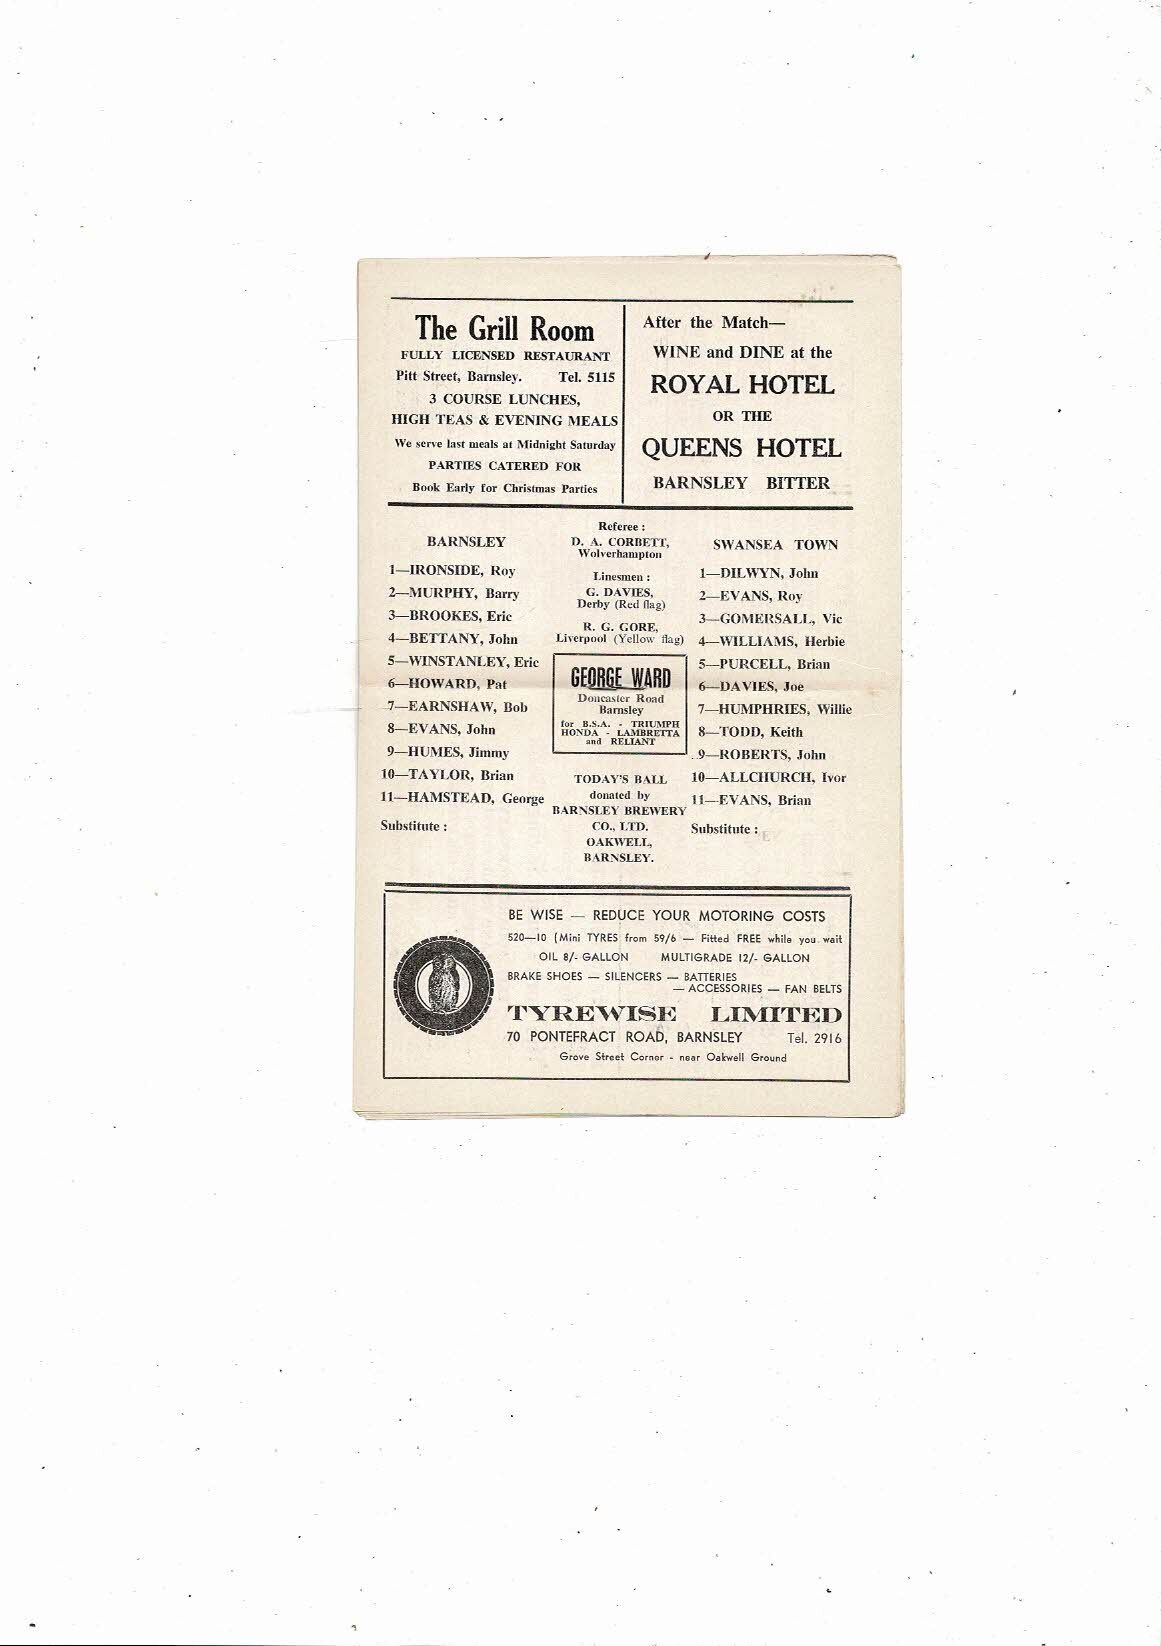 The Grill Room
FULLY LICENSED RESTAURANT
Pitt Street, Barnsley. Tel. 5115
3 COURSE LUNCHES,
HIGH TEAS & EVENING MEALS
We serve last meals at Midnight Saturday
PARTIES CATERED FOR
Book Early for Christmas Parties
After the Match—
WINE and DINE at the
ROYAL HOTEL
OR THE
QUEENS HOTEL
BARNSLEY BITTER
BARNSLEY
1—IRONSIDE, Roy
2—MURPHY, Barry
3—BROOKES, Eric
4—BETTANY, John
5—WINSTANLEY, Eric
6—HOWARD, Pat
7—EARNSHAW, Bob
8—EVANS, John
9—HUMES, Jimmy
10—TAYLOR, Brian
11—HAMSTEAD, George
Substitute :
Referee :
D. A. CORBETT,
Wolverhampton
Linesmen :
G. DAVIES,
Derby (Red flag)
R. G. GORE,
Liverpool (Yellow flag)
GEORGE WARD
Doncaster Road
Barnsley
for B.S.A. - TRIUMPH
HONDA - LAMBRETTA
and RELIANT
TODAY'S BALL
donated by
BARNSLEY BREWERY
CO., LTD.
OAKWELL,
BARNSLEY.
SWANSEA TOWN
1—DILWYN, John
2—EVANS, Roy
3—GOMERSALL, Vic
4—WILLIAMS, Herbie
5—PURCELL, Brian
6—DAVIES, Joe
7—HUMPHRIES, Willie
8—TODD, Keith
9—ROBERTS, John
10—ALLCHURCH, Ivor
11—EVANS, Brian
Substitute :
BE WISE — REDUCE YOUR MOTORING COSTS
520—10 (Mini TYRES from 59/6 — Fitted FREE while you wait
OIL 8/- GALLON MULTIGRADE 12/- GALLON
BRAKE SHOES — SILENCERS — BATTERIES
— ACCESSORIES — FAN BELTS
TYREWISE LIMITED
70 PONTEFRACT ROAD, BARNSLEY Tel. 2916
Grove Street Corner - near Oakwell Ground